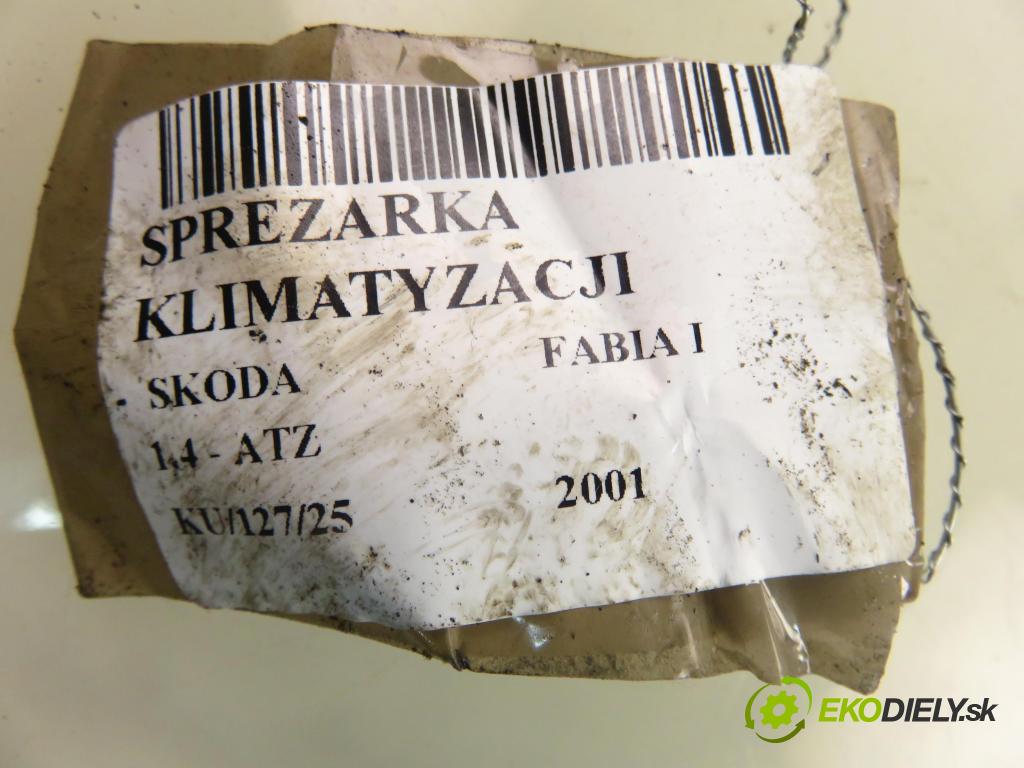 SPREZARKA
KLIMATYZACJI
SKODA FABIA I
1.4 - ATZ
KU/127/25 2001
EKODIELY.sk